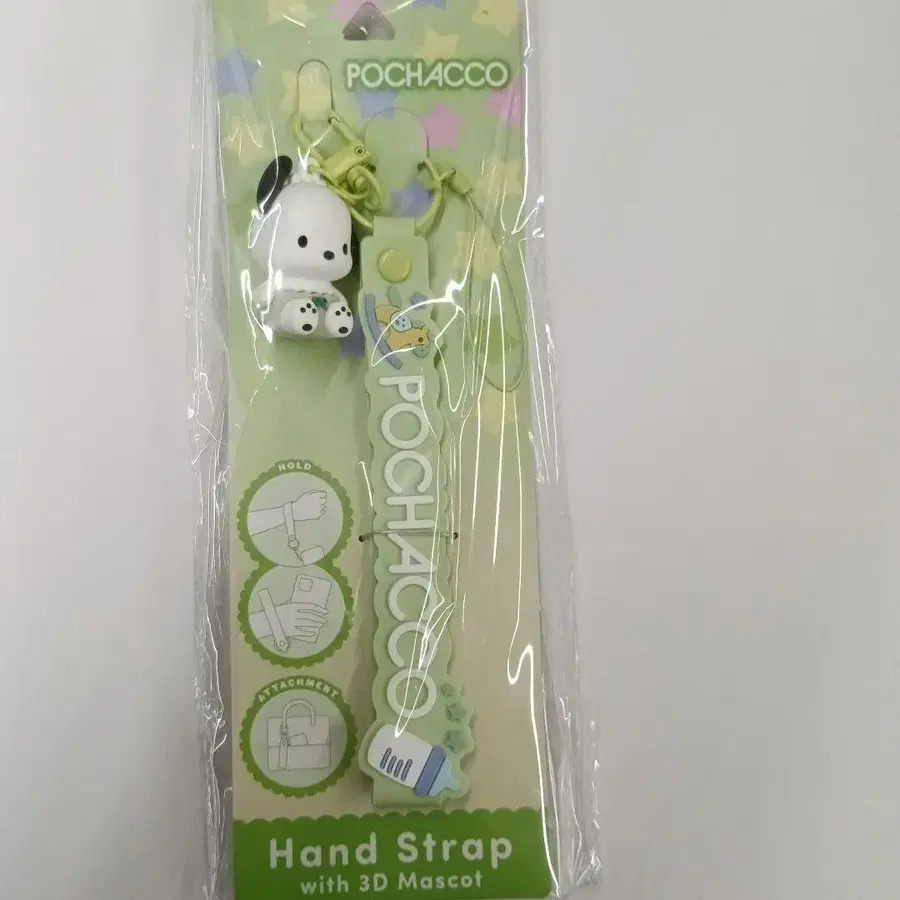 POCHACCO
POCHACCO
HOLD
ATTACHMENT
Hand Strap
with 3D Mascot